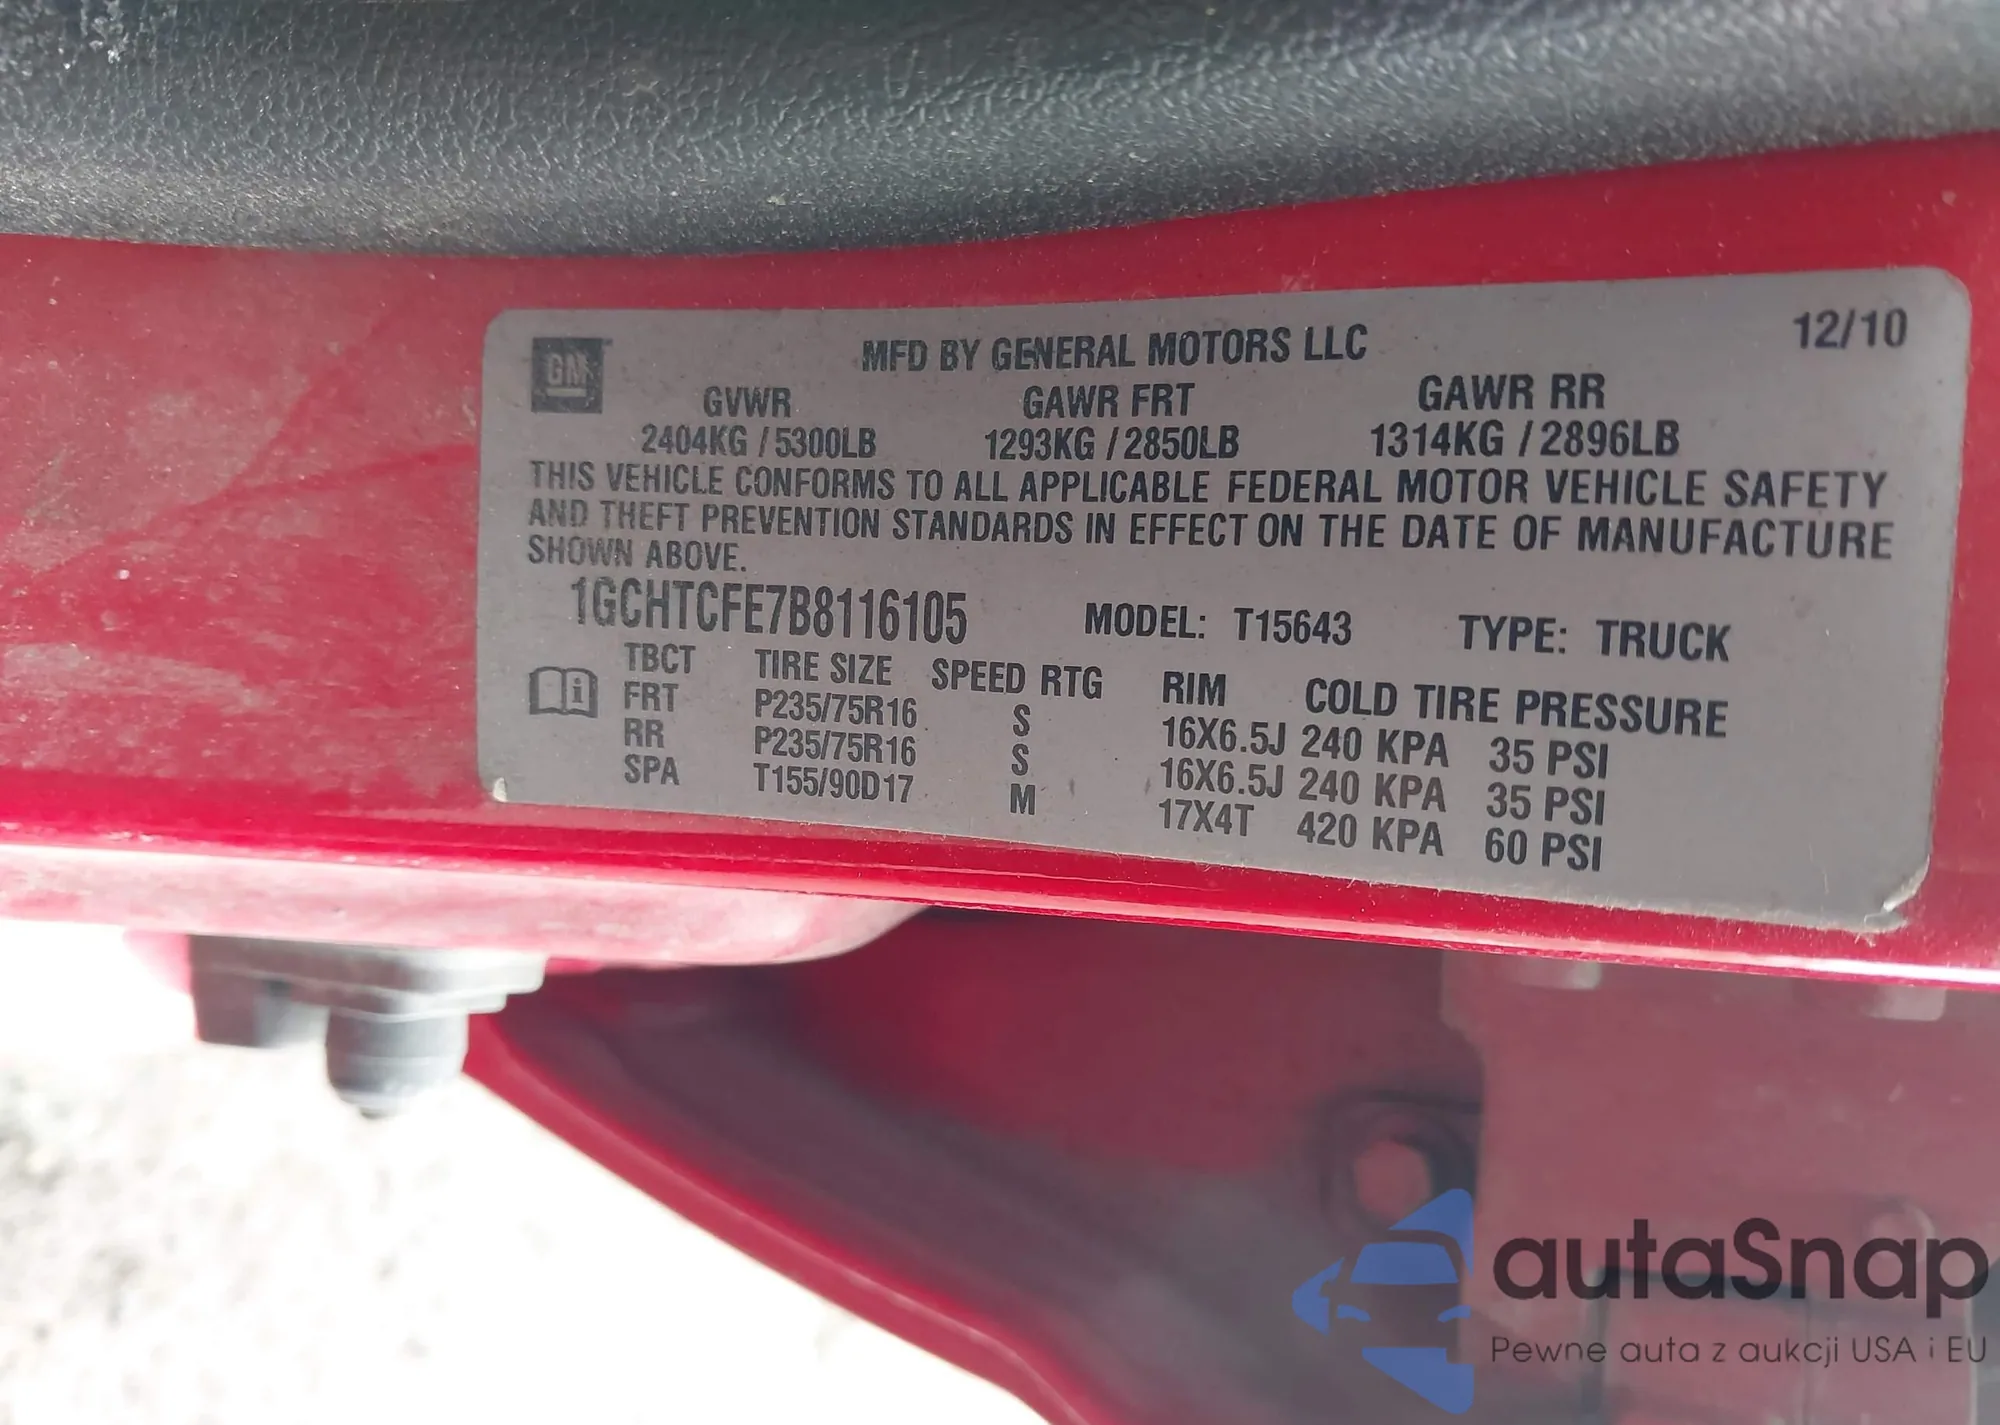 GM
MFD BY GENERAL MOTORS LLC 12/10
GVWR GAWR FRT GAWR RR
2404KG / 5300LB 1293KG / 2850LB 1314KG / 2896LB
THIS VEHICLE CONFORMS TO ALL APPLICABLE FEDERAL MOTOR VEHICLE SAFETY
AND THEFT PREVENTION STANDARDS IN EFFECT ON THE DATE OF MANUFACTURE
SHOWN ABOVE.
1GCHTCFE7B8116105 MODEL: T15643 TYPE: TRUCK
TBCT TIRE SIZE SPEED RTG RIM COLD TIRE PRESSURE
FRT P235/75R16 S 16X6.5J 240 KPA 35 PSI
RR P235/75R16 S 16X6.5J 240 KPA 35 PSI
SPA T155/90D17 M 17X4T 420 KPA 60 PSI
autaSnap
Pewne auta z aukcji USA i EU